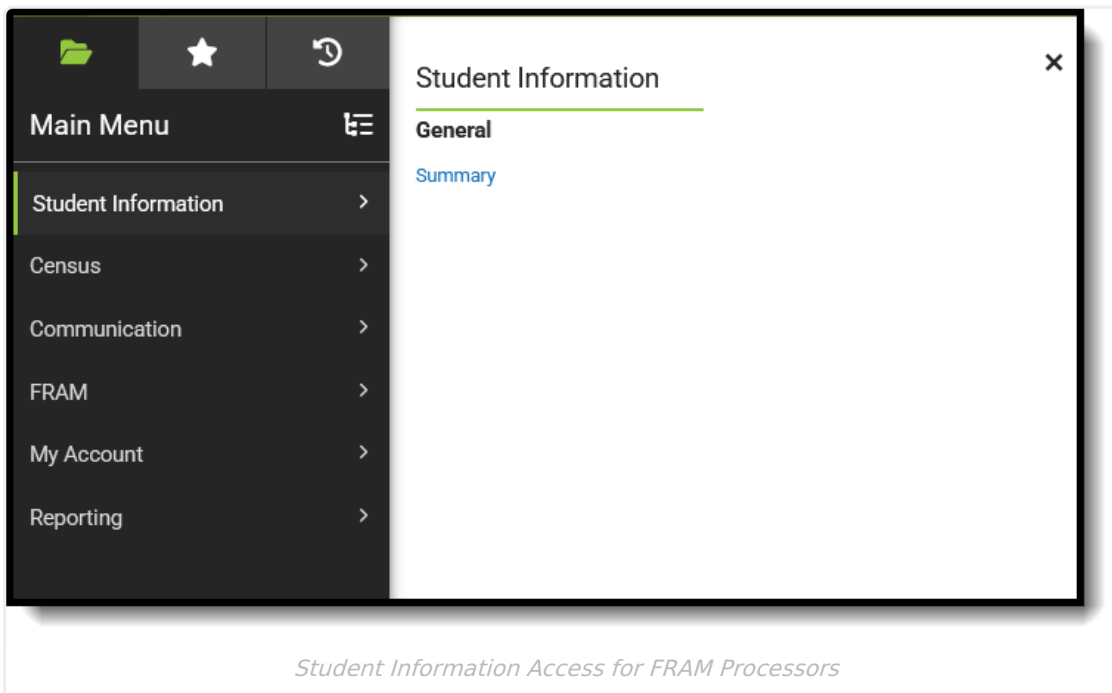 Main Menu
Student Information
Census
Communication
FRAM
My Account
Reporting
Student Information
General
Summary
Student Information Access for FRAM Processors